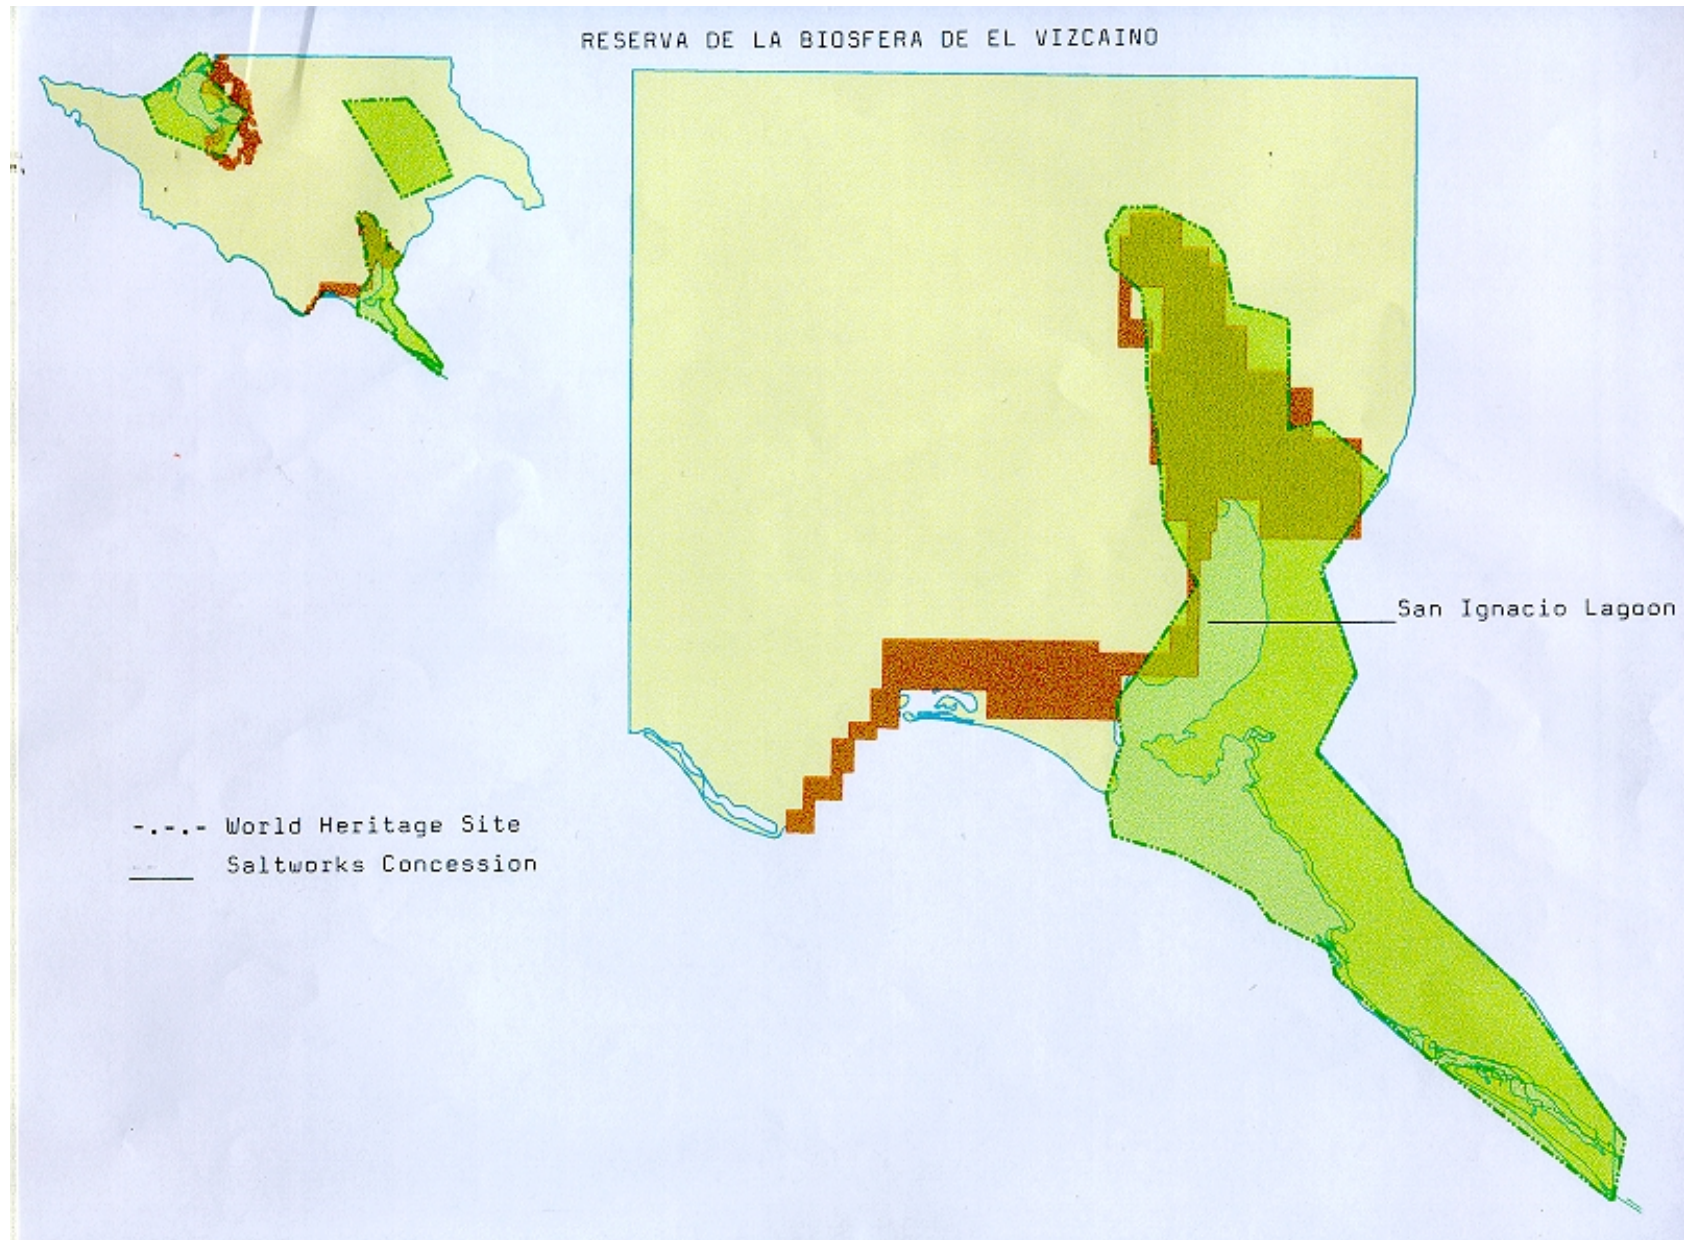 RESERVA DE LA BIOSFERA DE EL VIZCAINO
San Ignacio Lagoon
World Heritage Site
Saltworks Concession